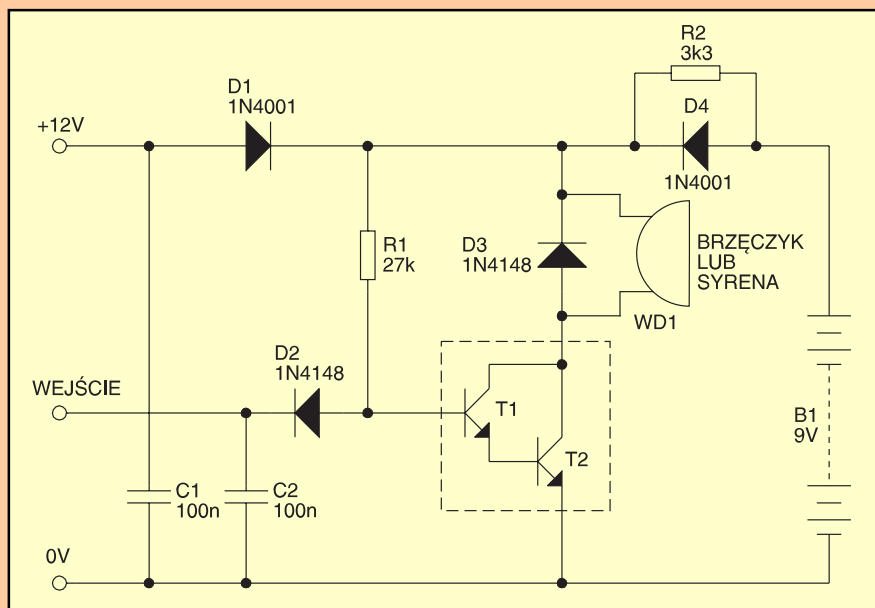 R2
3k3
D1
1N4001
D4
+12V
1N4001
R1
27k
D3
1N4148
BRZĘCZYK
LUB
SYRENA
WD1
D2
1N4148
WEJŚCIE
T1
B1
9V
T2
C1
100n
C2
100n
0V